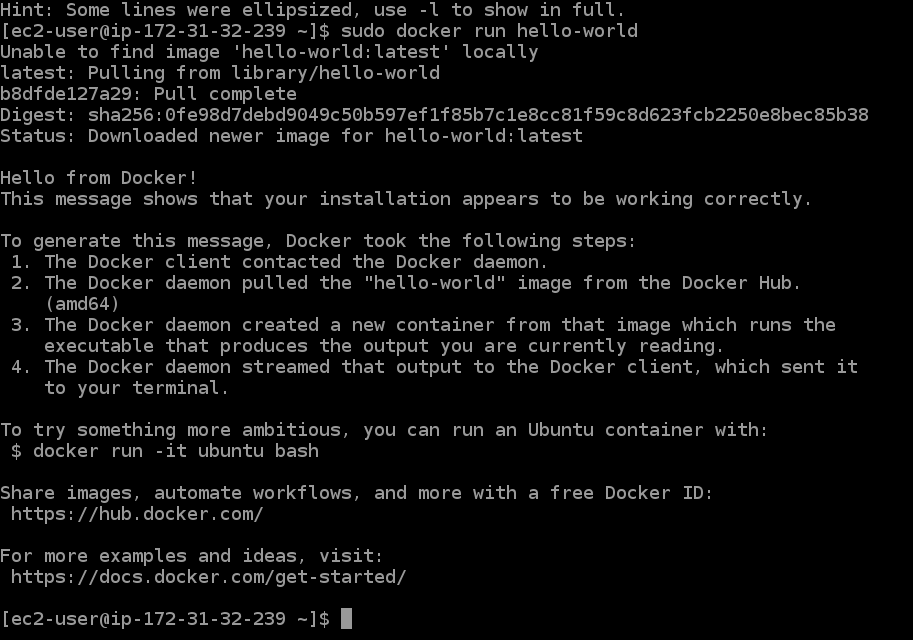 Hint: Some lines were ellipsized, use -l to show in full.
[ec2-user@ip-172-31-32-239 ~]$ sudo docker run hello-world
Unable to find image 'hello-world:latest' locally
latest: Pulling from library/hello-world
b8dfde127a29: Pull complete
Digest: sha256:0fe98d7debd9049c50b597ef1f85b7c1e8cc81f59c8d623fcb2250e8bec85b38
Status: Downloaded newer image for hello-world:latest

Hello from Docker!
This message shows that your installation appears to be working correctly.

To generate this message, Docker took the following steps:
 1. The Docker client contacted the Docker daemon.
 2. The Docker daemon pulled the "hello-world" image from the Docker Hub.
    (amd64)
 3. The Docker daemon created a new container from that image which runs the
    executable that produces the output you are currently reading.
 4. The Docker daemon streamed that output to the Docker client, which sent it
    to your terminal.

To try something more ambitious, you can run an Ubuntu container with:
 $ docker run -it ubuntu bash

Share images, automate workflows, and more with a free Docker ID:
 https://hub.docker.com/

For more examples and ideas, visit:
 https://docs.docker.com/get-started/

[ec2-user@ip-172-31-32-239 ~]$